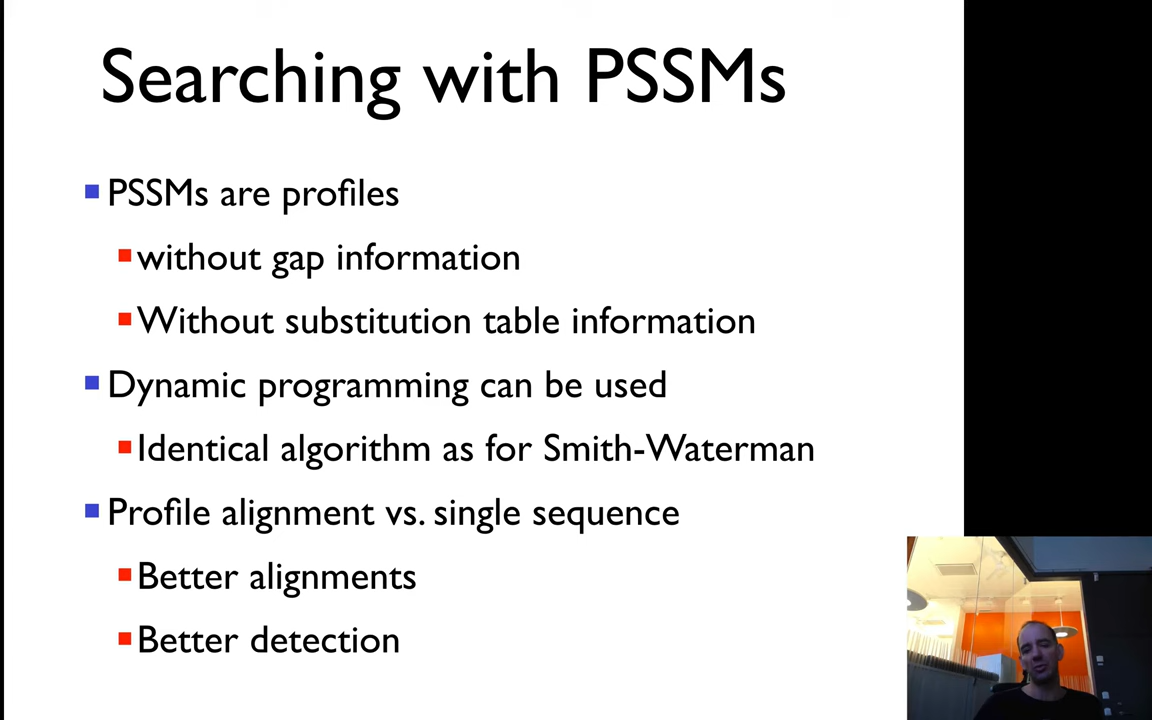 Searching with PSSMs
PSSMs are profiles
without gap information
Without substitution table information
Dynamic programming can be used
Identical algorithm as for Smith-Waterman
Profile alignment vs. single sequence
Better alignments
Better detection